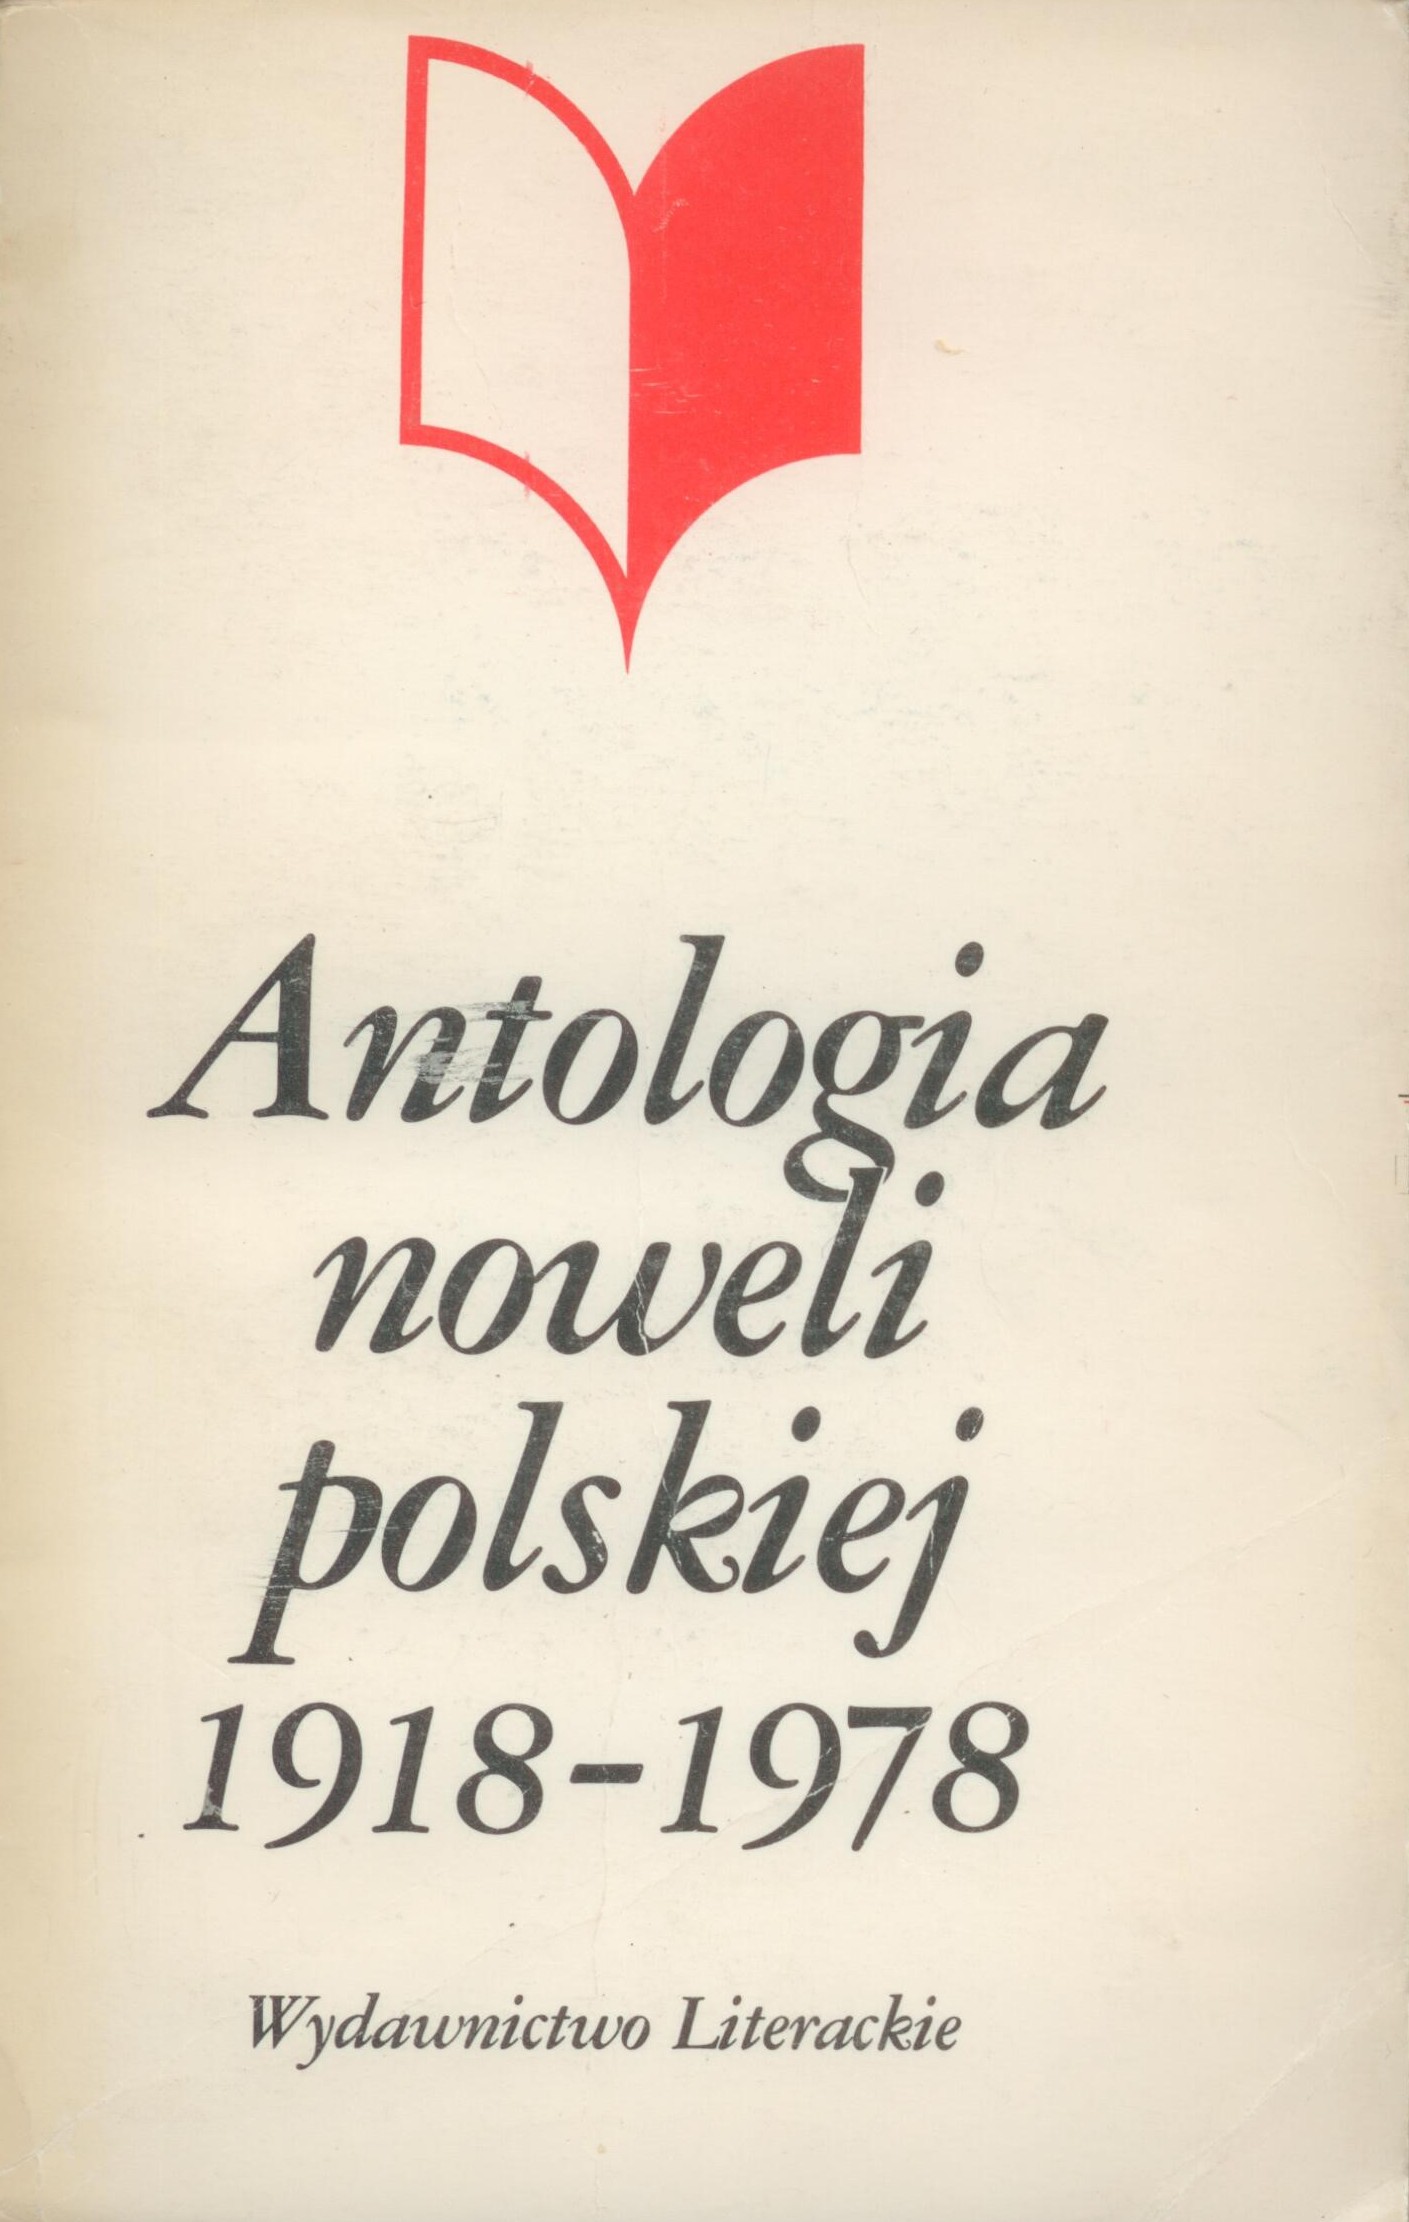 Antologia
noweli
polskiej
1918-1978
Wydawnictwo Literackie